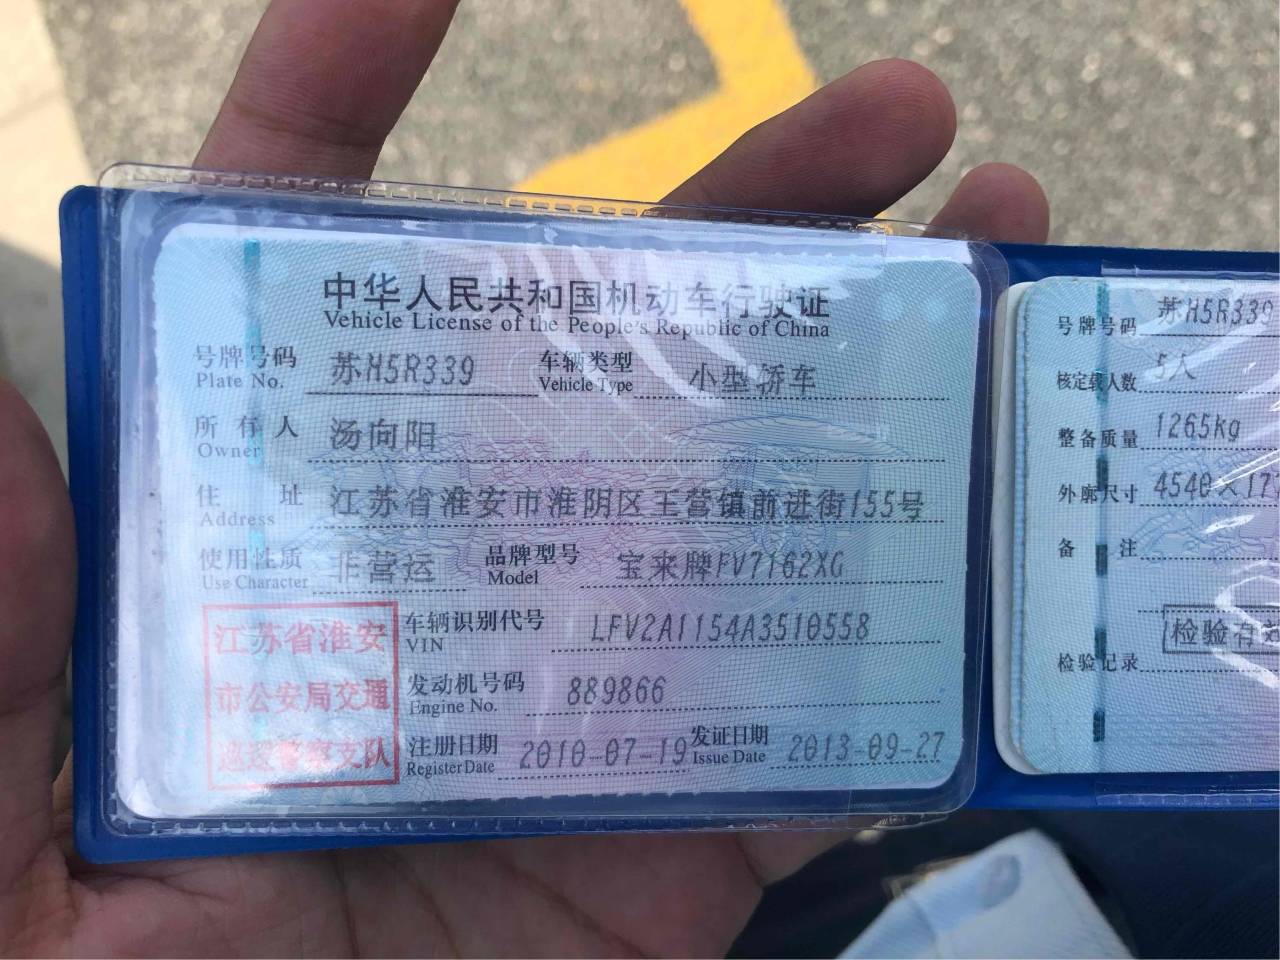 中华人民共和国机动车行驶证
Vehicle License of the People's Republic of China
号牌号码 苏H5R339 车辆类型 小型轿车
Plate No. Vehicle Type
所有人 汤向阳
Owner
住址 江苏省淮安市淮阴区王营镇前进街155号
Address
使用性质 非营运 品牌型号 宝来牌FV7162XG
Use Character Model
江苏省淮安
市公安局交通
巡逻警察支队
车辆识别代号 LFV2A1154A3510558
VIN
发动机号码 889866
Engine No.
注册日期 2010-07-19 发证日期 2013-09-27
Register Date Issue Date
号牌号码 苏H5R339
核定载人数 5人
整备质量 1265kg
外廓尺寸 4540×17
备注
检验有效
检验记录